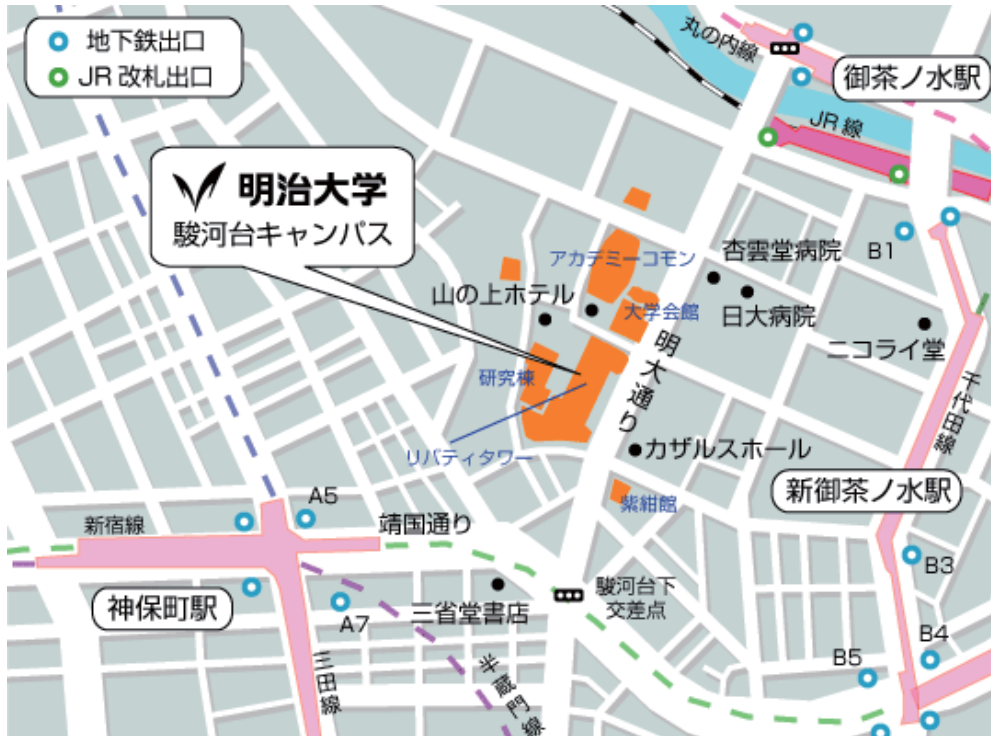 地下鉄出口
JR改札出口
丸の内線
御茶ノ水駅
JR線
明治大学
駿河台キャンパス
アカデミーコモン
杏雲堂病院
B1
山の上ホテル
大学会館
日大病院
ニコライ堂
明大通り
研究棟
千代田線
リバティタワー
カザルスホール
新御茶ノ水駅
紫紺館
A5
新宿線
靖国通り
B3
駿河台下
交差点
神保町駅
三省堂書店
A7
B4
B5
三田線
半蔵門線